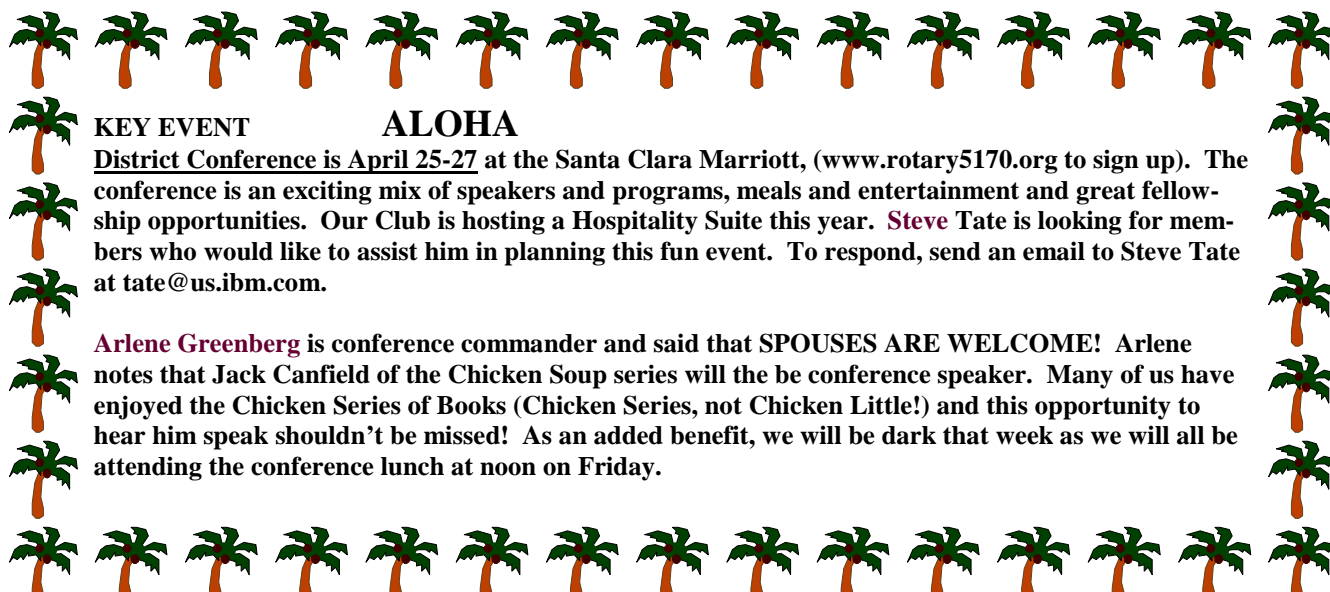 KEY EVENT ALOHA
District Conference is April 25-27 at the Santa Clara Marriott, (www.rotary5170.org to sign up). The
conference is an exciting mix of speakers and programs, meals and entertainment and great fellow-
ship opportunities. Our Club is hosting a Hospitality Suite this year. Steve Tate is looking for mem-
bers who would like to assist him in planning this fun event. To respond, send an email to Steve Tate
at tate@us.ibm.com.
Arlene Greenberg is conference commander and said that SPOUSES ARE WELCOME! Arlene
notes that Jack Canfield of the Chicken Soup series will the be conference speaker. Many of us have
enjoyed the Chicken Series of Books (Chicken Series, not Chicken Little!) and this opportunity to
hear him speak shouldn't be missed! As an added benefit, we will be dark that week as we will all be
attending the conference lunch at noon on Friday.